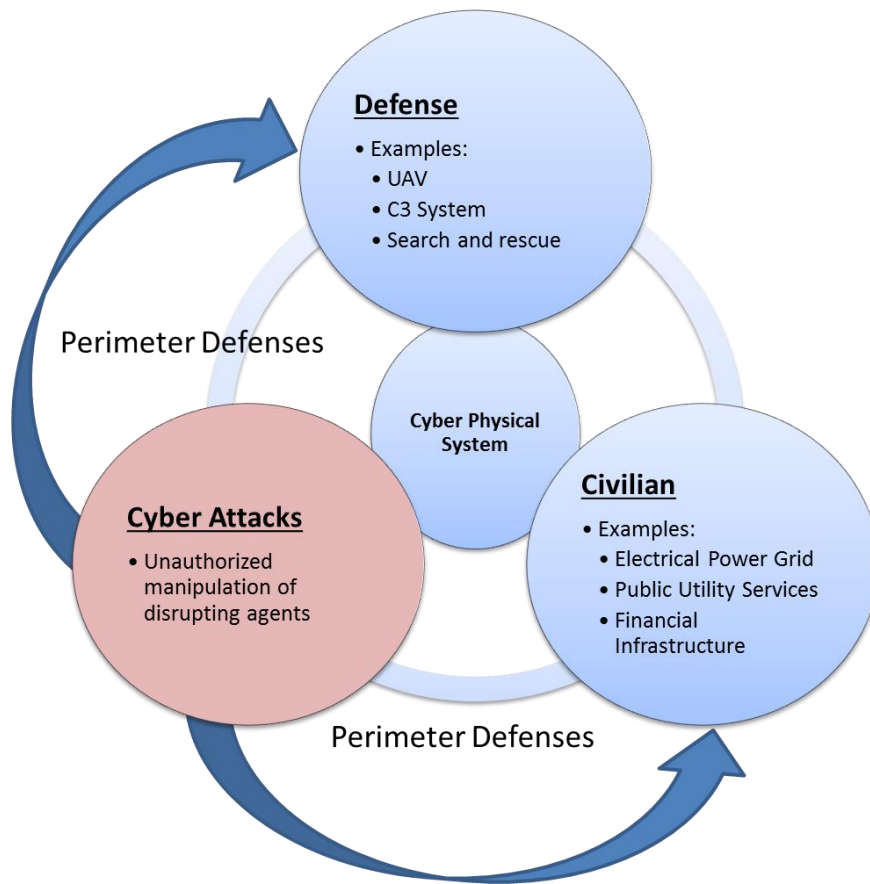 Defense
• Examples:
• UAV
• C3 System
• Search and rescue
Perimeter Defenses
Cyber Physical
System
Cyber Attacks
• Unauthorized
manipulation of
disrupting agents
Civilian
• Examples:
• Electrical Power Grid
• Public Utility Services
• Financial
Infrastructure
Perimeter Defenses